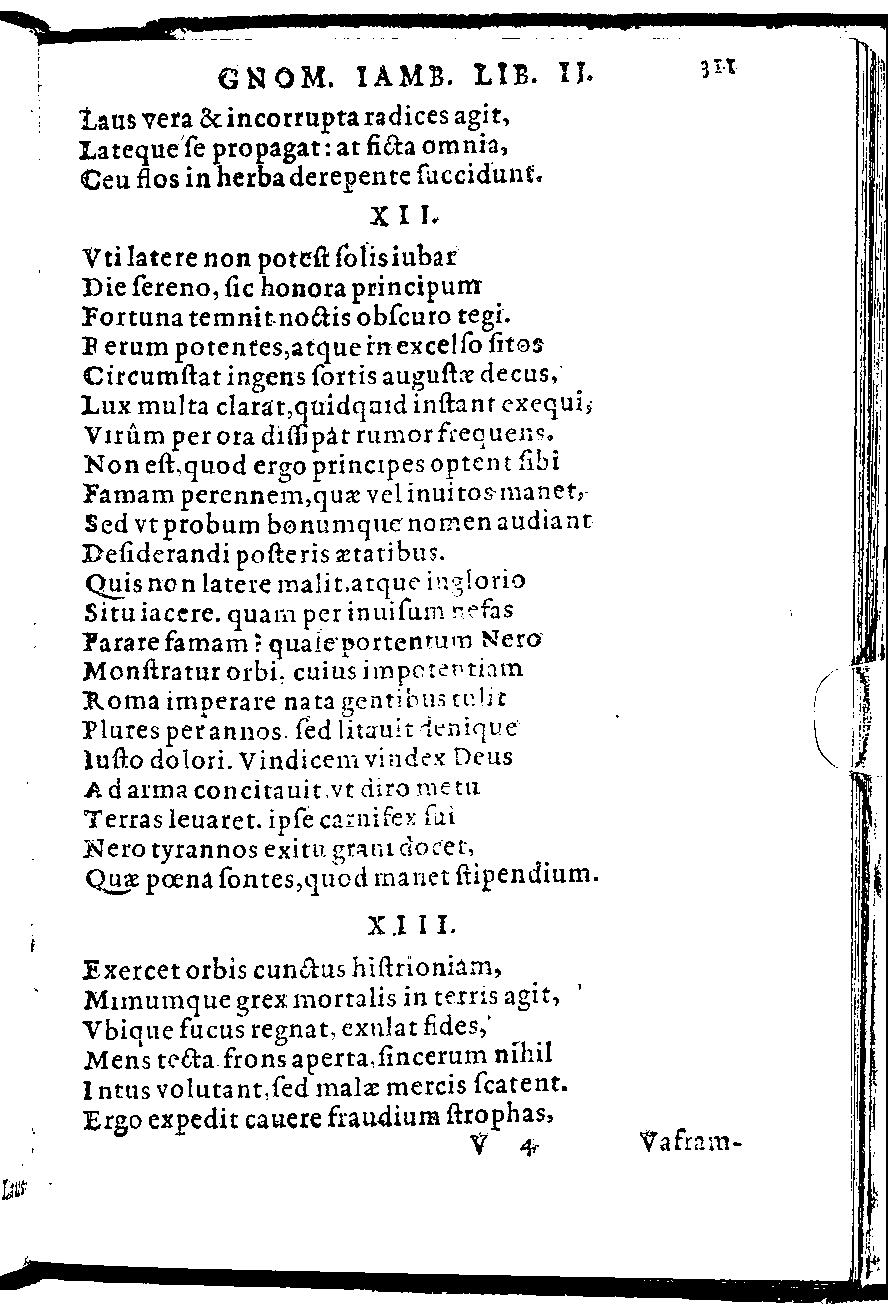 GNOM. IAMB. LIB. II. 311
Laus vera & incorrupta radices agit,
Lateque se propagat: at ficta omnia,
Ceu flos in herba derepente succidunt.
XII.
Vti latere non potest solis iubar
Die sereno, sic honora principum
Fortuna temnit noctis obscuro tegi.
Rerum potentes, atque in excelso sitos
Circumstat ingens sortis augustæ decus,
Lux multa clarat, quidquid instant exequi,
Virûm per ora dissipat rumor frequens.
Non est, quod ergo principes optent sibi
Famam perennem, quæ vel inuitos manet,
Sed vt probum bonumque nomen audiant
Desiderandi posteris ætatibus.
Quis non latere malit, atque inglorio
Situ iacere, quam per inuisum nefas
Parare famam? quale portentum Nero
Monstratur orbi, cuius impotentiam
Roma imperare nata gentibus tulit
Plures per annos, sed litauit denique
Iusto dolori. Vindicem vindex Deus
Ad arma concitauit, vt diro metu
Terras leuaret, ipse carnifex sui
Nero tyrannos exitu graui docet,
Quæ pœna sontes, quod manet stipendium.
XIII.
Exercet orbis cunctus histrioniam,
Mimumque grex mortalis in terris agit,
Vbique fucus regnat, exulat fides,
Mens tecta, frons aperta, sincerum nihil
Intus volutant, sed malæ mercis scatent.
Ergo expedit cauere fraudium strophas,
V 4 Vafram-
Laus